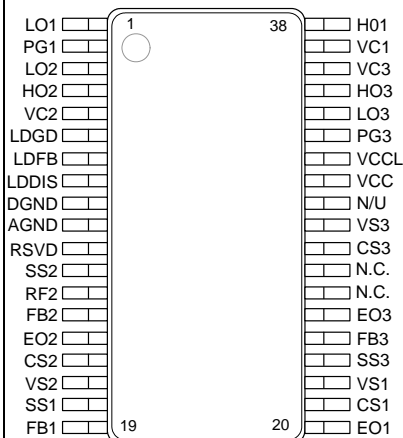 LO1 1 38 H01
PG1 VC1
LO2 VC3
HO2 HO3
VC2 LO3
LDGD PG3
LDFB VCCL
LDDIS VCC
DGND N/U
AGND VS3
RSVD CS3
SS2 N.C.
RF2 N.C.
FB2 EO3
EO2 FB3
CS2 SS3
VS2 VS1
SS1 CS1
FB1 19 20 EO1